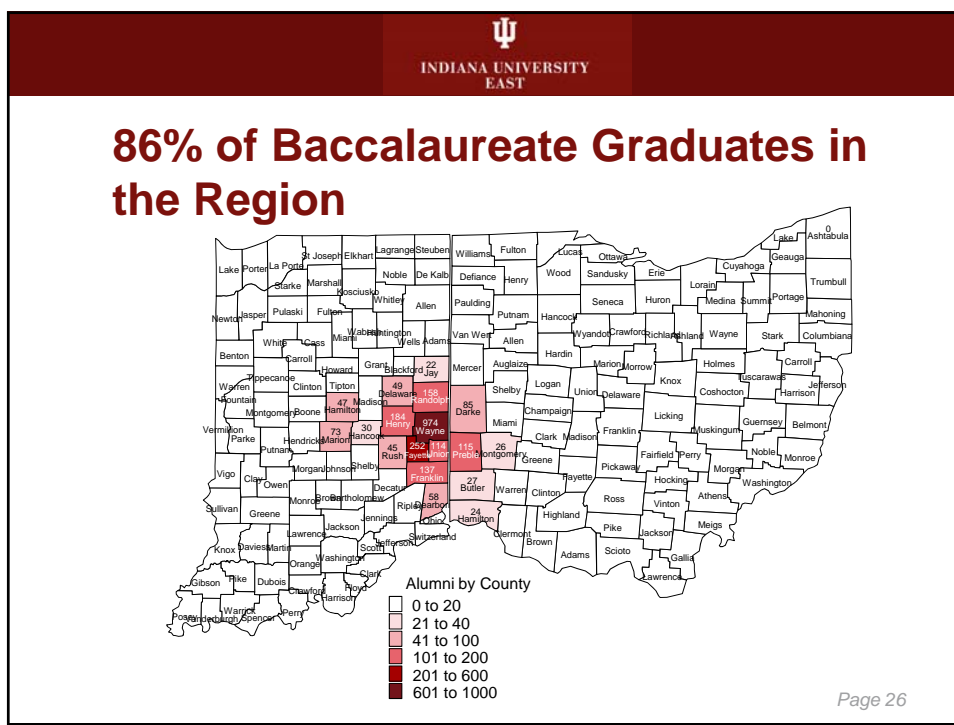 INDIANA UNIVERSITY
EAST
86% of Baccalaureate Graduates in
the Region
0
Lake Ashtabula
Lagrange Steuben Williams Fulton Lucas Ottawa Geauga
St Joseph Elkhart
Lake Porter La Porte Noble De Kalb Defiance Henry Wood Sandusky Erie Cuyahoga Trumbull
Starke Marshall Kosciusko Lorain
Whitley Allen Paulding Seneca Huron Medina Summit Portage
Newton Jasper Pulaski Fulton Putnam Hancock Mahoning
White Cass Miami Wabash Huntington Wells Adams Van Wert Allen Wyandot Crawford Richland Ashland Wayne Stark Columbiana
Benton Carroll Grant Blackford 22 Jay Mercer Auglaize Hardin Marion Morrow Holmes Carroll
Howard
Warren Tippecanoe Clinton Tipton 49 Delaware 158 Randolph Shelby Logan Union Delaware Knox Coshocton Tuscarawas Harrison Jefferson
Fountain Montgomery Boone 47 Hamilton Madison 85 Darke Miami Champaign Licking Guernsey Belmont
184 Henry 974 Wayne
Vermillion Parke Putnam Hendricks 73 Marion 30 Hancock Clark Madison Franklin Muskingum
45 Rush 252 Fayette 114 Union 115 Preble 26 Montgomery Greene Fairfield Perry Noble Monroe
Vigo Clay Owen Morgan Johnson Shelby 137 Franklin 27 Butler Warren Clinton Fayette Pickaway Hocking Morgan Washington
Sullivan Greene Monroe Brown Bartholomew Decatur 58 Dearborn Ross Vinton Athens
Ripley Ohio 24 Hamilton Clermont Highland Meigs
Lawrence Jackson Jennings Switzerland Brown Pike Jackson
Knox Daviess Martin Orange Washington Scott Jefferson Adams Scioto Gallia
Gibson Pike Dubois Crawford Harrison Floyd Clark Lawrence
Posey Vanderburgh Warrick Spencer Perry
Alumni by County
0 to 20
21 to 40
41 to 100
101 to 200
201 to 600
601 to 1000
Page 26